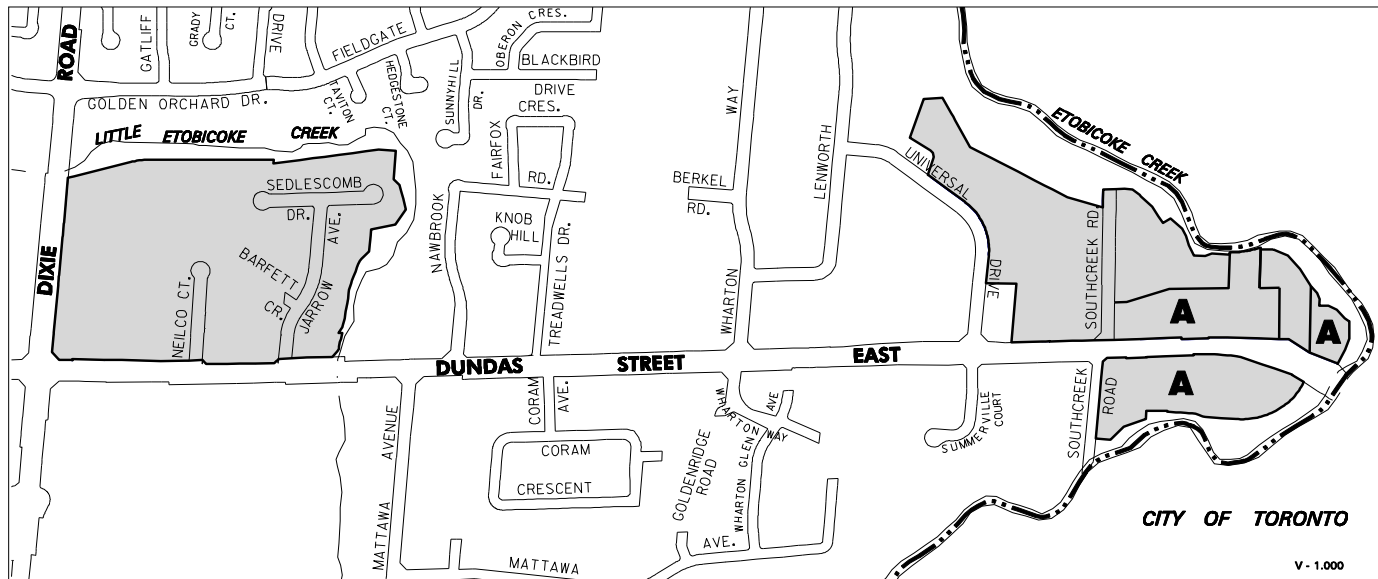 ROAD
GATLIFF
GRADY
CT.
DRIVE
FIELDGATE
OBERON CRES.
BLACKBIRD
DRIVE
CRES.
GOLDEN ORCHARD DR.
TAVITON
CT.
HEDGESTONE
CT.
SUNNYHILL
DR.
LITTLE ETOBICOKE CREEK
FAIRFOX
RD.
WAY
LENWORTH
BERKEL
RD.
UNIVERSAL
DRIVE
ETOBICOKE CREEK
SEDLESCOMB
DR.
AVE.
JARROW
BARFETT
CR.
NEILCO CT.
DIXIE
NAWBROOK
KNOB
HILL
TREADWELLS DR.
WHARTON
SOUTHCREEK RD
A
A
A
DUNDAS STREET EAST
MATTAWA AVENUE
CORAM
AVE.
CORAM
CRESCENT
WHARTON WAY
AVE
WHARTON GLEN
GOLDENRIDGE
ROAD
SUMMERVILLE
COURT
SOUTHCREEK
ROAD
MATTAWA
AVE.
CITY OF TORONTO
V - 1.000